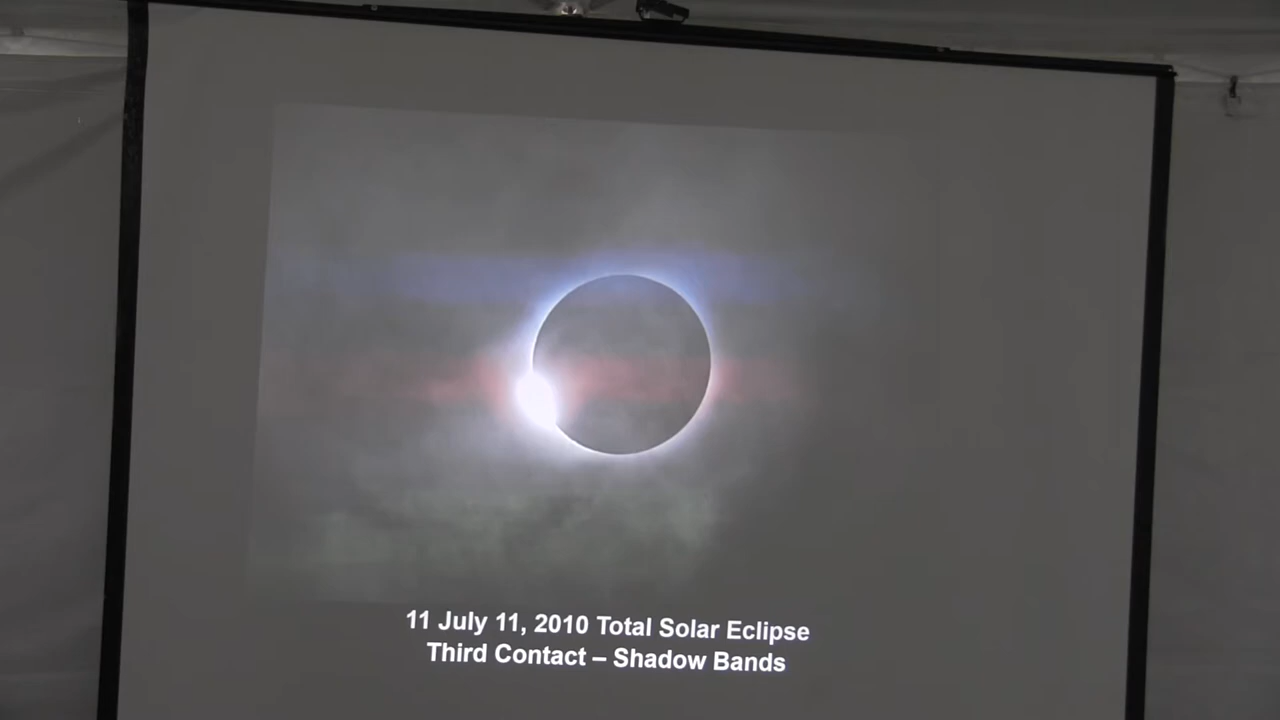 11 July 11, 2010 Total Solar Eclipse
Third Contact – Shadow Bands